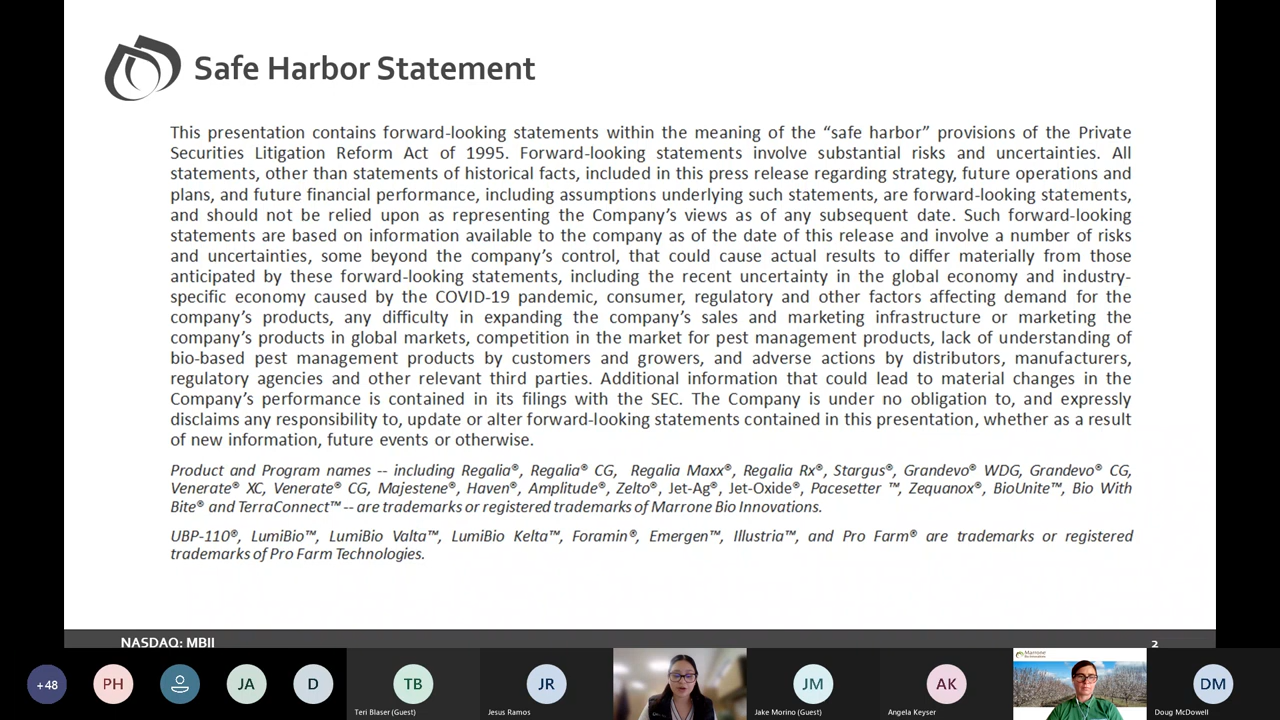 Safe Harbor Statement
This presentation contains forward-looking statements within the meaning of the “safe harbor” provisions of the Private
Securities Litigation Reform Act of 1995. Forward-looking statements involve substantial risks and uncertainties. All
statements, other than statements of historical facts, included in this press release regarding strategy, future operations and
plans, and future financial performance, including assumptions underlying such statements, are forward-looking statements,
and should not be relied upon as representing the Company’s views as of any subsequent date. Such forward-looking
statements are based on information available to the company as of the date of this release and involve a number of risks
and uncertainties, some beyond the company’s control, that could cause actual results to differ materially from those
anticipated by these forward-looking statements, including the recent uncertainty in the global economy and industry-
specific economy caused by the COVID-19 pandemic, consumer, regulatory and other factors affecting demand for the
company’s products, any difficulty in expanding the company’s sales and marketing infrastructure or marketing the
company’s products in global markets, competition in the market for pest management products, lack of understanding of
bio-based pest management products by customers and growers, and adverse actions by distributors, manufacturers,
regulatory agencies and other relevant third parties. Additional information that could lead to material changes in the
Company’s performance is contained in its filings with the SEC. The Company is under no obligation to, and expressly
disclaims any responsibility to, update or alter forward-looking statements contained in this presentation, whether as a result
of new information, future events or otherwise.
Product and Program names -- including Regalia®, Regalia® CG, Regalia Maxx®, Regalia Rx®, Stargus®, Grandevo® WDG, Grandevo® CG,
Venerate® XC, Venerate® CG, Majestene®, Haven®, Amplitude®, Zelto®, Jet-Ag®, Jet-Oxide®, Pacesetter ™, Zequanox®, BioUnite™, Bio With
Bite® and TerraConnect™ -- are trademarks or registered trademarks of Marrone Bio Innovations.
UBP-110®, LumiBio™, LumiBio Valta™, LumiBio Kelta™, Foramin®, Emergen™, Illustria™, and Pro Farm® are trademarks or registered
trademarks of Pro Farm Technologies.
NASDAQ: MBII 2
+48 PH JA D TB JR JM AK DM
Marrone
Bio Innovations
Teri Blaser (Guest) Jesus Ramos Jake Morino (Guest) Angela Keyser Doug McDowell